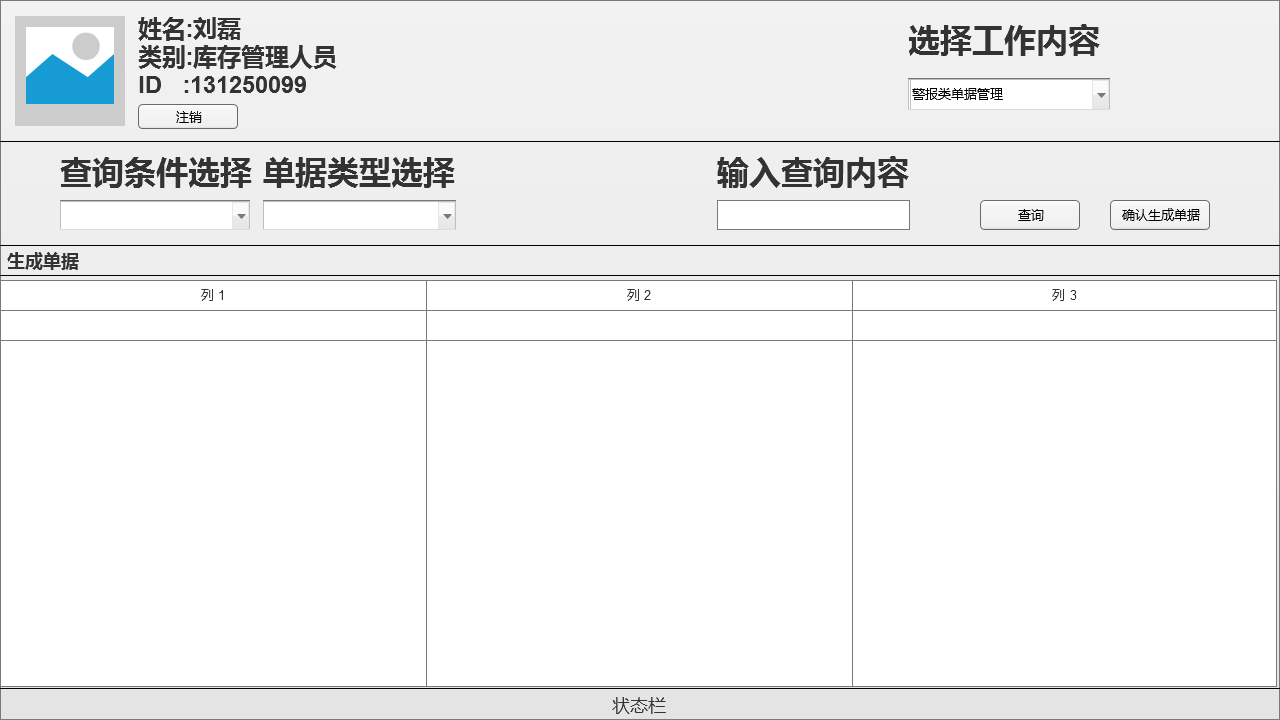 姓名:刘磊
类别:库存管理人员
ID :131250099
注销
选择工作内容
警报类单据管理
查询条件选择
单据类型选择
输入查询内容
查询
确认生成单据
生成单据
列 1
列 2
列 3
状态栏